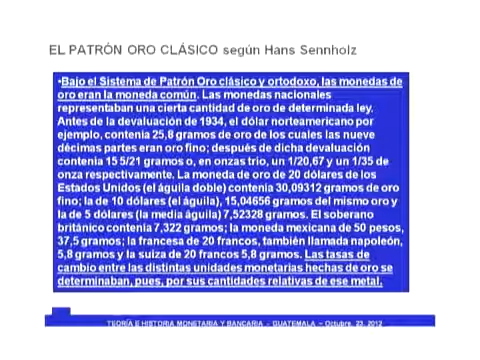 EL PATRÓN ORO CLÁSICO según Hans Sennholz
•Bajo el Sistema de Patrón Oro clásico y ortodoxo, las monedas de
oro eran la moneda común. Las monedas nacionales
representaban una cierta cantidad de oro de determinada ley.
Antes de la devaluación de 1934, el dólar norteamericano por
ejemplo, contenía 25,8 gramos de oro de los cuales las nueve
décimas partes eran oro fino; después de dicha devaluación
contenía 15 5/21 gramos o, en onzas trio, un 1/20,67 y un 1/35 de
onza respectivamente. La moneda de oro de 20 dólares de los
Estados Unidos (el águila doble) contenía 30,09312 gramos de oro
fino; la de 10 dólares (el águila), 15,04656 gramos del mismo oro y
la de 5 dólares (la media águila) 7,52328 gramos. El soberano
británico contenía 7,322 gramos; la moneda mexicana de 50 pesos,
37,5 gramos; la francesa de 20 francos, también llamada napoleón,
5,8 gramos y la suiza de 20 francos 5,8 gramos. Las tasas de
cambio entre las distintas unidades monetarias hechas de oro se
determinaban, pues, por sus cantidades relativas de ese metal.
TEORÍA E HISTORIA MONETARIA Y BANCARIA - GUATEMALA – Octubre, 23, 2012